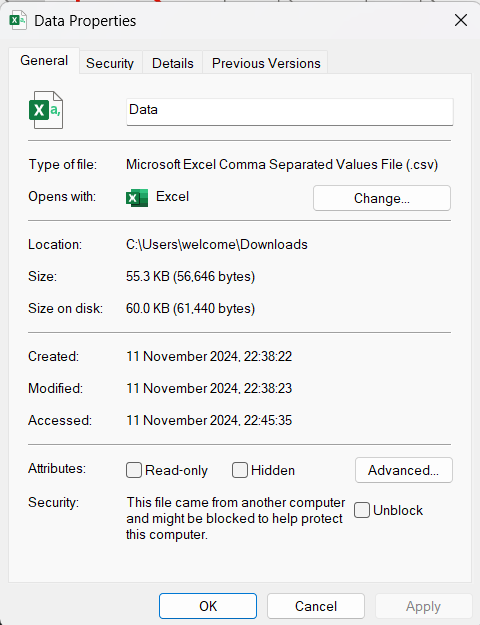 Data Properties
General Security Details Previous Versions
Data
Type of file: Microsoft Excel Comma Separated Values File (.csv)
Opens with: Excel Change...
Location: C:\Users\welcome\Downloads
Size: 55.3 KB (56,646 bytes)
Size on disk: 60.0 KB (61,440 bytes)
Created: 11 November 2024, 22:38:22
Modified: 11 November 2024, 22:38:23
Accessed: 11 November 2024, 22:45:35
Attributes: Read-only Hidden Advanced...
Security: This file came from another computer
and might be blocked to help protect
this computer.
Unblock
OK Cancel Apply